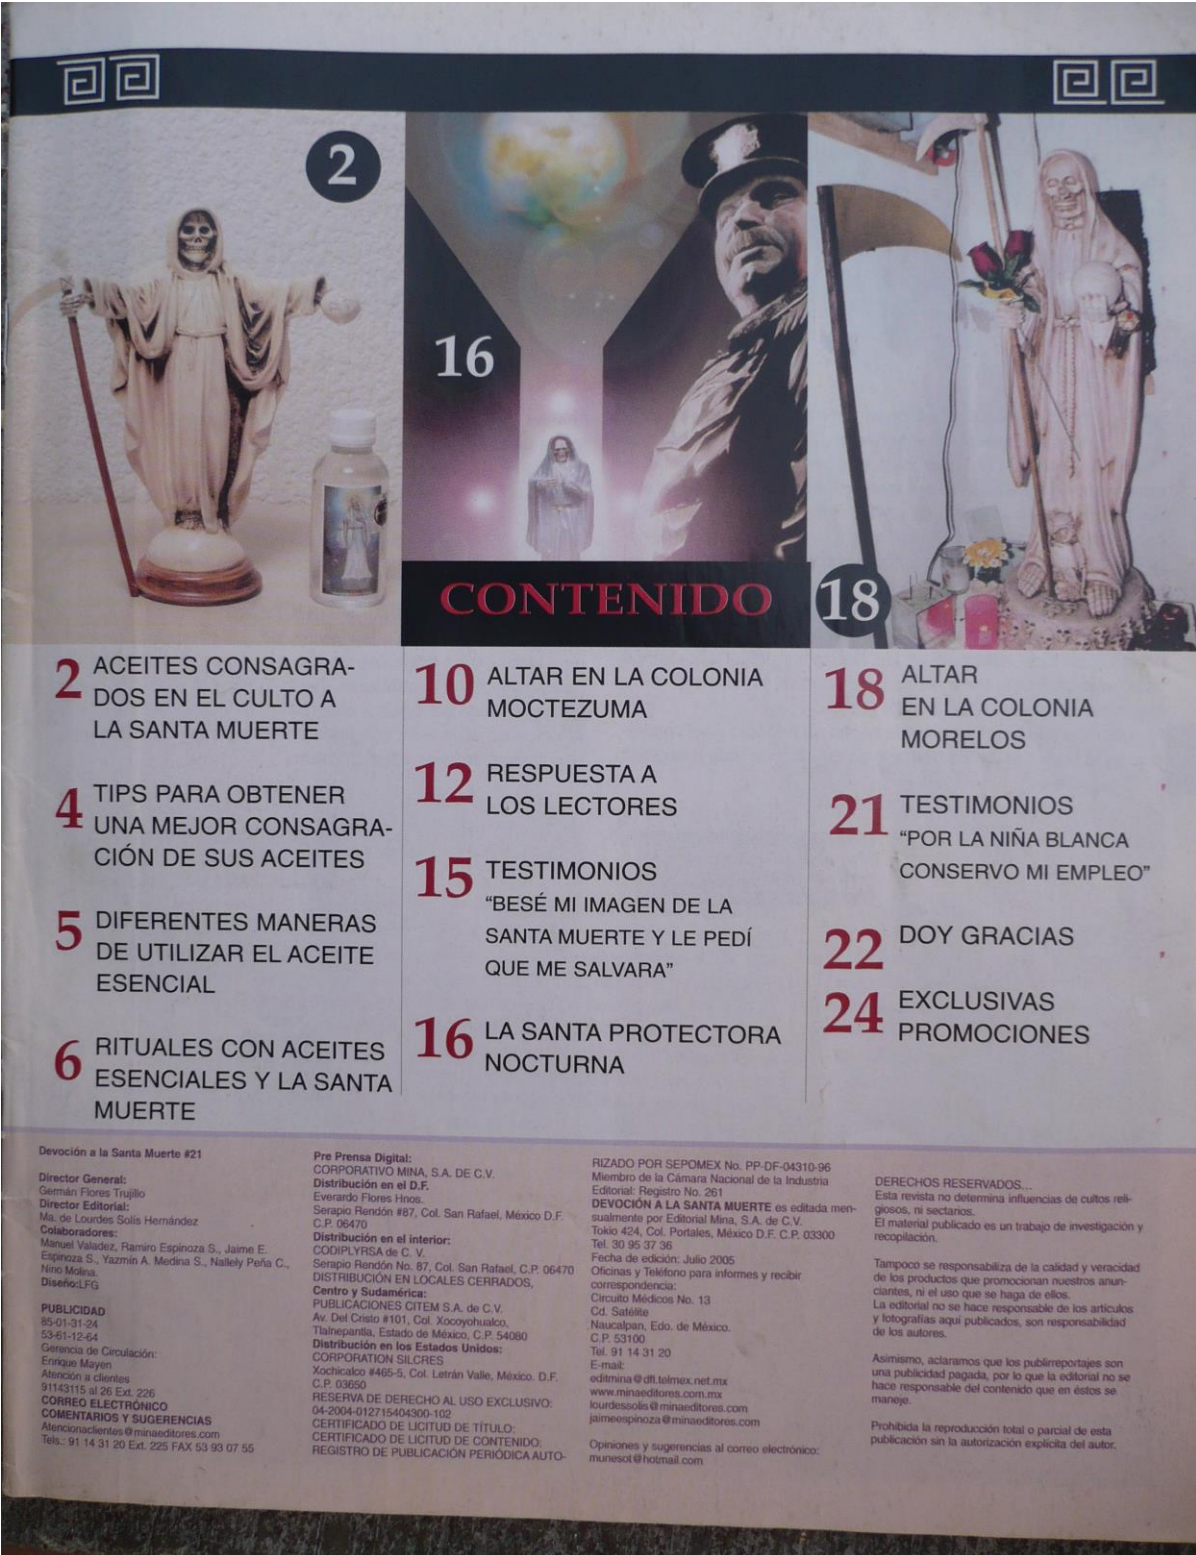 2
16
CONTENIDO
18
2 ACEITES CONSAGRA-
DOS EN EL CULTO A
LA SANTA MUERTE
4 TIPS PARA OBTENER
UNA MEJOR CONSAGRA-
CIÓN DE SUS ACEITES
5 DIFERENTES MANERAS
DE UTILIZAR EL ACEITE
ESENCIAL
6 RITUALES CON ACEITES
ESENCIALES Y LA SANTA
MUERTE
10 ALTAR EN LA COLONIA
MOCTEZUMA
12 RESPUESTA A
LOS LECTORES
15 TESTIMONIOS
“BESÉ MI IMAGEN DE LA
SANTA MUERTE Y LE PEDÍ
QUE ME SALVARA”
16 LA SANTA PROTECTORA
NOCTURNA
18 ALTAR
EN LA COLONIA
MORELOS
21 TESTIMONIOS
“POR LA NIÑA BLANCA
CONSERVO MI EMPLEO”
22 DOY GRACIAS
24 EXCLUSIVAS
PROMOCIONES
Devoción a la Santa Muerte #21
Director General:
Germán Flores Trujillo
Director Editorial:
Ma. de Lourdes Solís Hernández
Colaboradores:
Manuel Valadez, Ramiro Espinoza S., Jaime E.
Espinoza S., Yazmín A. Medina S., Nallely Peña C.,
Nino Molina.
Diseño:LFG
PUBLICIDAD
85-01-31-24
53-61-12-64
Gerencia de Circulación:
Enrique Mayen
Atención a clientes
91143115 al 26 Ext. 226
CORREO ELECTRÓNICO
COMENTARIOS Y SUGERENCIAS
Atencionaclientes@minaeditores.com
Tels.: 91 14 31 20 Ext. 225 FAX 53 93 07 55
Pre Prensa Digital:
CORPORATIVO MINA, S.A. DE C.V.
Distribución en el D.F.
Everardo Flores Hnos.
Serapio Rendón #87, Col. San Rafael, México D.F.
C.P. 06470
Distribución en el interior:
CODIPLYRSA de C. V.
Serapio Rendón No. 87, Col. San Rafael, C.P. 06470
DISTRIBUCIÓN EN LOCALES CERRADOS,
Centro y Sudamérica:
PUBLICACIONES CITEM S.A. de C.V.
Av. Del Cristo #101, Col. Xocoyohualco,
Tlalnepantla, Estado de México, C.P. 54080
Distribución en los Estados Unidos:
CORPORATION SILCRES
Xochicalco #465-5, Col. Letrán Valle, México. D.F.
C.P. 03650
RESERVA DE DERECHO AL USO EXCLUSIVO:
04-2004-012715404300-102
CERTIFICADO DE LICITUD DE TÍTULO:
CERTIFICADO DE LICITUD DE CONTENIDO:
REGISTRO DE PUBLICACIÓN PERIÓDICA AUTO-
RIZADO POR SEPOMEX No. PP-DF-04310-96
Miembro de la Cámara Nacional de la Industria
Editorial: Registro No. 261
DEVOCIÓN A LA SANTA MUERTE es editada men-
sualmente por Editorial Mina, S.A. de C.V.
Tokio 424, Col. Portales, México D.F. C.P. 03300
Tel. 30 95 37 36
Fecha de edición: Julio 2005
Oficinas y Teléfono para informes y recibir
correspondencia:
Circuito Médicos No. 13
Cd. Satélite
Naucalpan, Edo. de México.
C.P. 53100
Tel. 91 14 31 20
E-mail:
editmina@dfi.telmex.net.mx
www.minaeditores.com.mx
lourdessolis@minaeditores.com
jaimeespinoza@minaeditores.com
Opiniones y sugerencias al correo electrónico:
munesol@hotmail.com
DERECHOS RESERVADOS...
Esta revista no determina influencias de cultos reli-
giosos, ni sectarios.
El material publicado es un trabajo de investigación y
recopilación.
Tampoco se responsabiliza de la calidad y veracidad
de los productos que promocionan nuestros anun-
ciantes, ni el uso que se haga de ellos.
La editorial no se hace responsable de los artículos
y fotografías aquí publicados, son responsabilidad
de los autores.
Asimismo, aclaramos que los publirreportajes son
una publicidad pagada, por lo que la editorial no se
hace responsable del contenido que en éstos se
maneje.
Prohibida la reproducción total o parcial de esta
publicación sin la autorización explícita del autor.